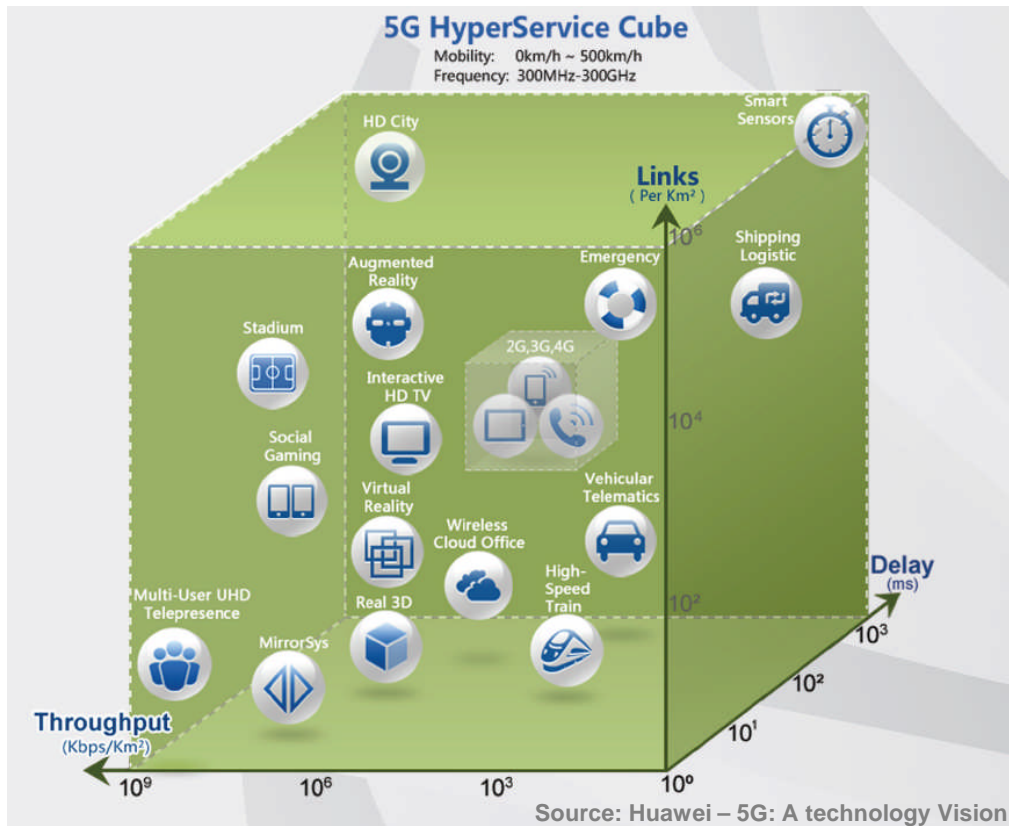 5G HyperService Cube
Mobility: 0km/h ~ 500km/h
Frequency: 300MHz-300GHz
Smart
Sensors
HD City
Links
( Per Km² )
10⁶
Shipping
Logistic
Emergency
Augmented
Reality
Stadium
2G,3G,4G
Interactive
HD TV
10⁴
Social
Gaming
Vehicular
Telematics
Virtual
Reality
Wireless
Cloud Office
Delay
(ms)
High-
Speed
Train
10²
Multi-User UHD
Telepresence
Real 3D
10³
MirrorSys
10²
Throughput
(Kbps/Km²)
10¹
10⁹
10⁶
10³
10⁰
Source: Huawei – 5G: A technology Vision